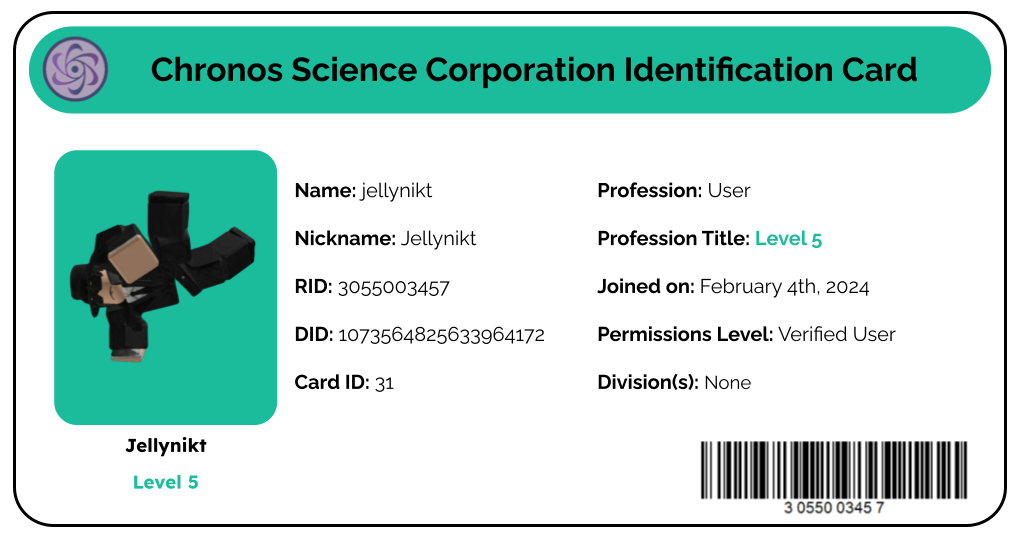 Chronos Science Corporation Identification Card
Name: jellynikt
Nickname: Jellynikt
RID: 3055003457
DID: 1073564825633964172
Card ID: 31
Profession: User
Profession Title: Level 5
Joined on: February 4th, 2024
Permissions Level: Verified User
Division(s): None
Jellynikt
Level 5
3 0550 0345 7